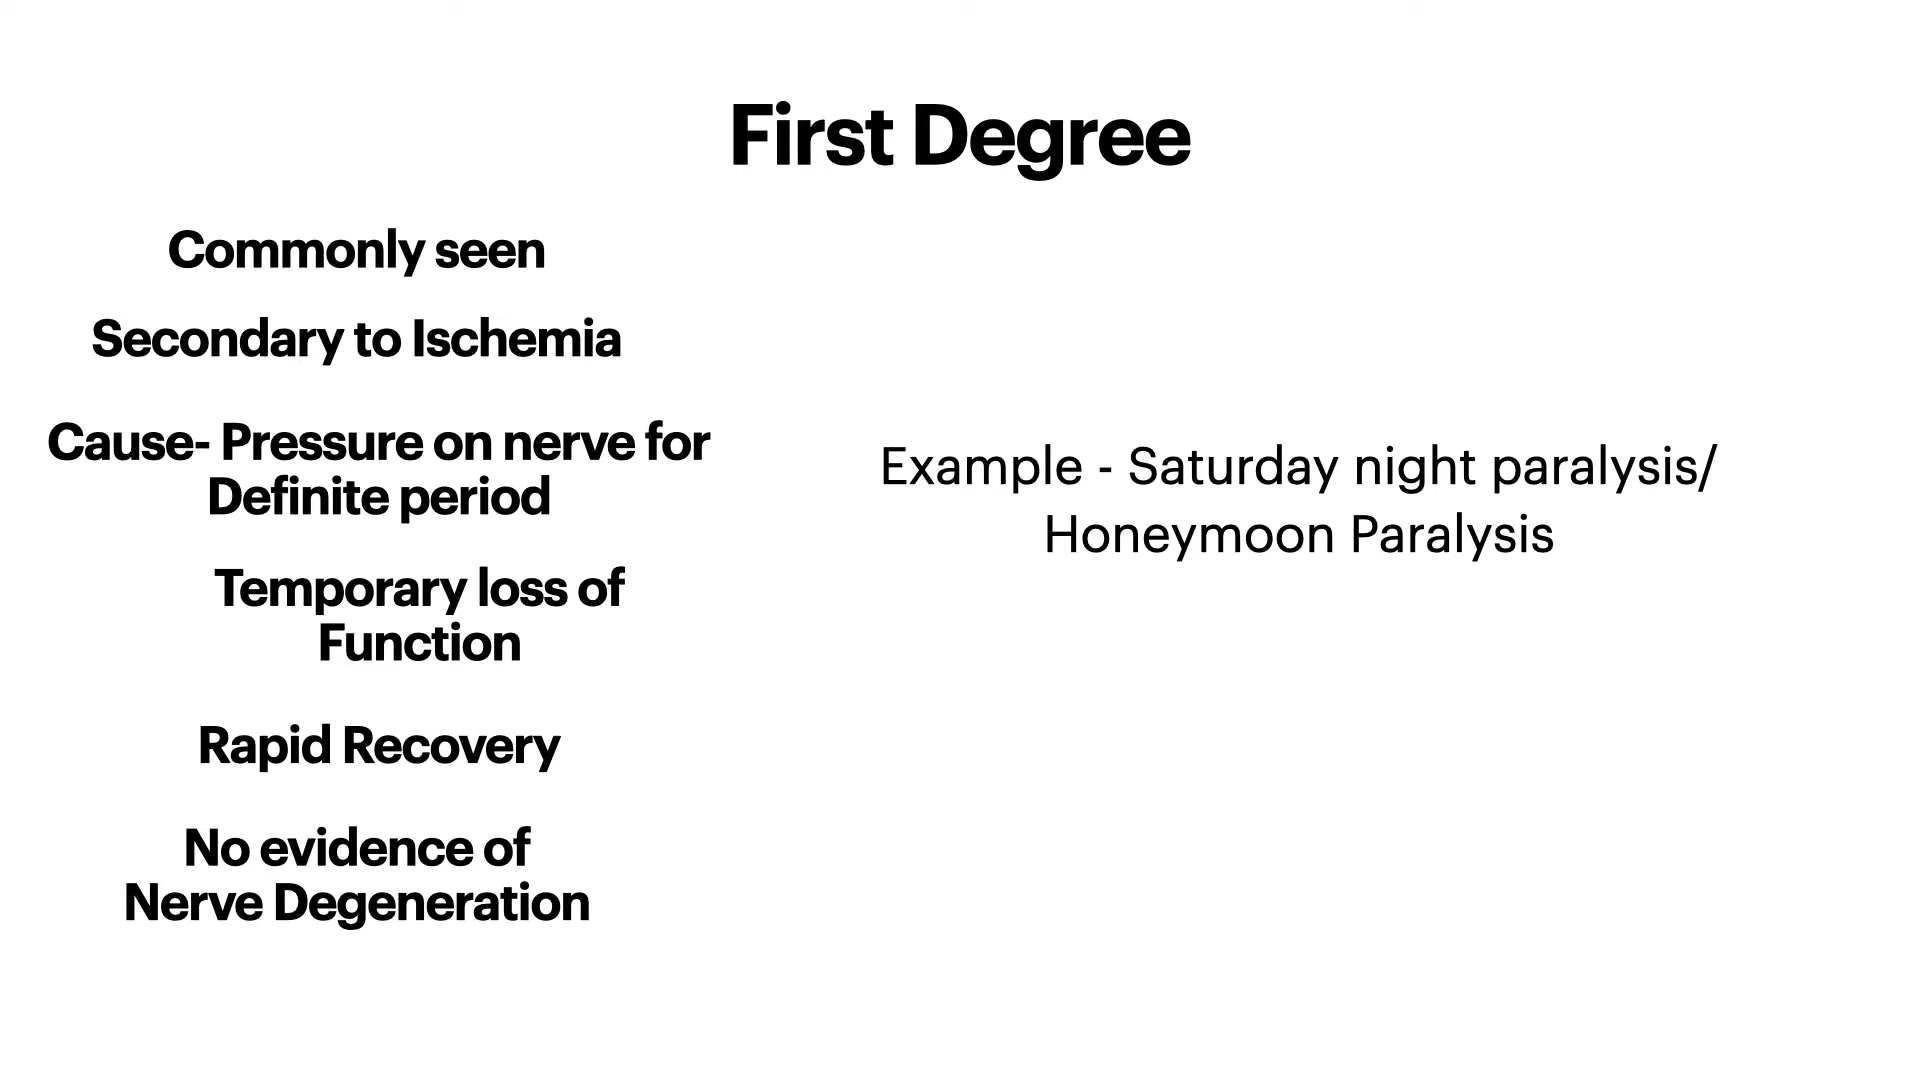 First Degree
Commonly seen
Secondary to Ischemia
Cause- Pressure on nerve for
Definite period
Temporary loss of
Function
Rapid Recovery
No evidence of
Nerve Degeneration
Example - Saturday night paralysis/
Honeymoon Paralysis